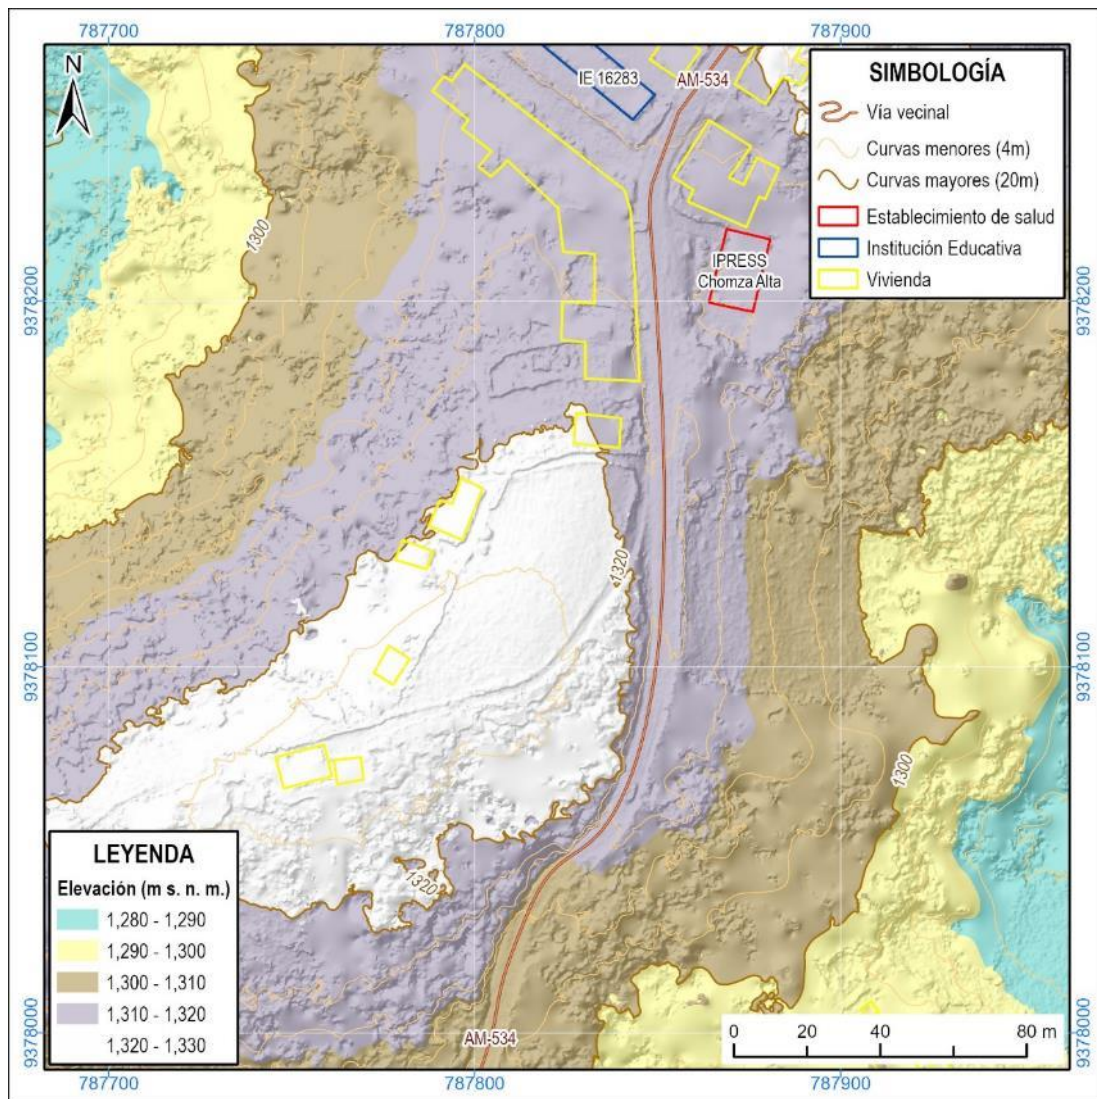 787700
787800
787900
N
IE 16283
AM-534
SIMBOLOGÍA
Vía vecinal
Curvas menores (4m)
Curvas mayores (20m)
Establecimiento de salud
Institución Educativa
Vivienda
1300
IPRESS
Chomza Alta
9378200
9378200
1320
9378100
9378100
1300
1320
LEYENDA
Elevación (m s. n. m.)
1,280 - 1,290
1,290 - 1,300
1,300 - 1,310
1,310 - 1,320
1,320 - 1,330
AM-534
0 20 40 80 m
9378000
9378000
787700
787800
787900